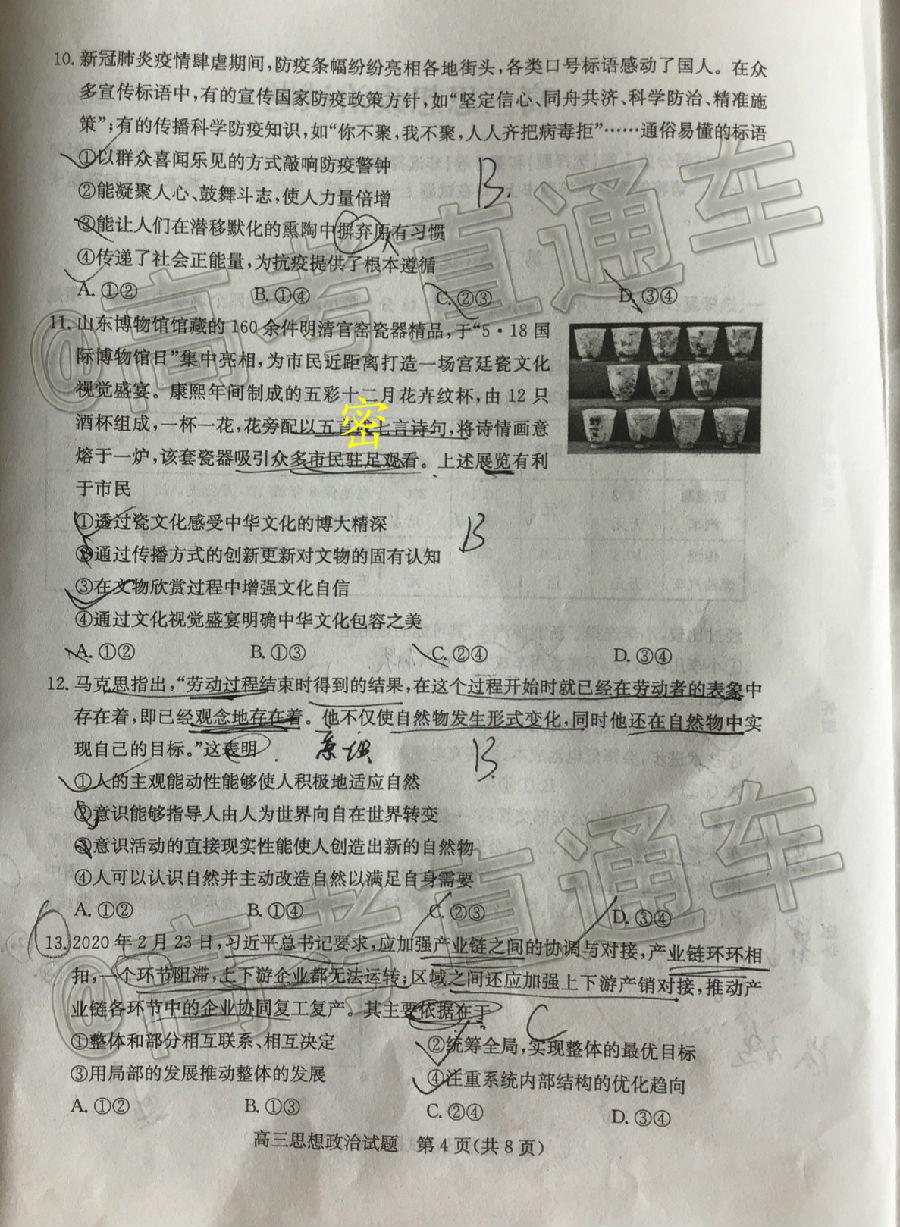 10. 新冠肺炎疫情肆虐期间,防疫条幅纷纷亮相各地街头,各类口号标语感动了国人。在众
多宣传标语中,有的宣传国家防疫政策方针,如“坚定信心、同舟共济、科学防治、精准施
策”;有的传播科学防疫知识,如“你不聚,我不聚,人人齐把病毒拒”……通俗易懂的标语
①以群众喜闻乐见的方式敲响防疫警钟
②能凝聚人心、鼓舞斗志,使人力量倍增
B.
③能让人们在潜移默化的熏陶中摒弃原有习惯
④传递了社会正能量,为抗疫提供了根本遵循
A. ①② B. ①④ C. ②③ D. ③④
11. 山东博物馆馆藏的 160 余件明清官窑瓷器精品,于“5·18 国
际博物馆日”集中亮相,为市民近距离打造一场宫廷瓷文化
视觉盛宴。康熙年间制成的五彩十二月花卉纹杯,由 12 只
酒杯组成,一杯一花,花旁配以五言七言诗句,将诗情画意
密
熔于一炉,该套瓷器吸引众多市民驻足观看。上述展览有利
于市民
①透过瓷文化感受中华文化的博大精深
B
②通过传播方式的创新更新对文物的固有认知
③在文物欣赏过程中增强文化自信
④通过文化视觉盛宴明确中华文化包容之美
A. ①② B. ①③ C. ②④ D. ③④
12. 马克思指出,“劳动过程结束时得到的结果,在这个过程开始时就已经在劳动者的表象中
存在着,即已经观念地存在着。他不仅使自然物发生形式变化,同时他还在自然物中实
现自己的目标。”这表明
B.
①人的主观能动性能够使人积极地适应自然
②意识能够指导人由人为世界向自在世界转变
③意识活动的直接现实性能使人创造出新的自然物
④人可以认识自然并主动改造自然以满足自身需要
A. ①② B. ①④ C. ②③ D. ③④
13. 2020 年 2 月 23 日,习近平总书记要求,应加强产业链之间的协调与对接,产业链环环相
扣,一个环节阻滞,上下游企业都无法运转;区域之间还应加强上下游产销对接,推动产
业链各环节中的企业协同复工复产。其主要依据在于
C
①整体和部分相互联系、相互决定 ②统筹全局,实现整体的最优目标
③用局部的发展推动整体的发展 ④注重系统内部结构的优化趋向
A. ①② B. ①③ C. ②④ D. ③④
高三思想政治试题 第 4 页(共 8 页)
@高考直通车
@高考直通车